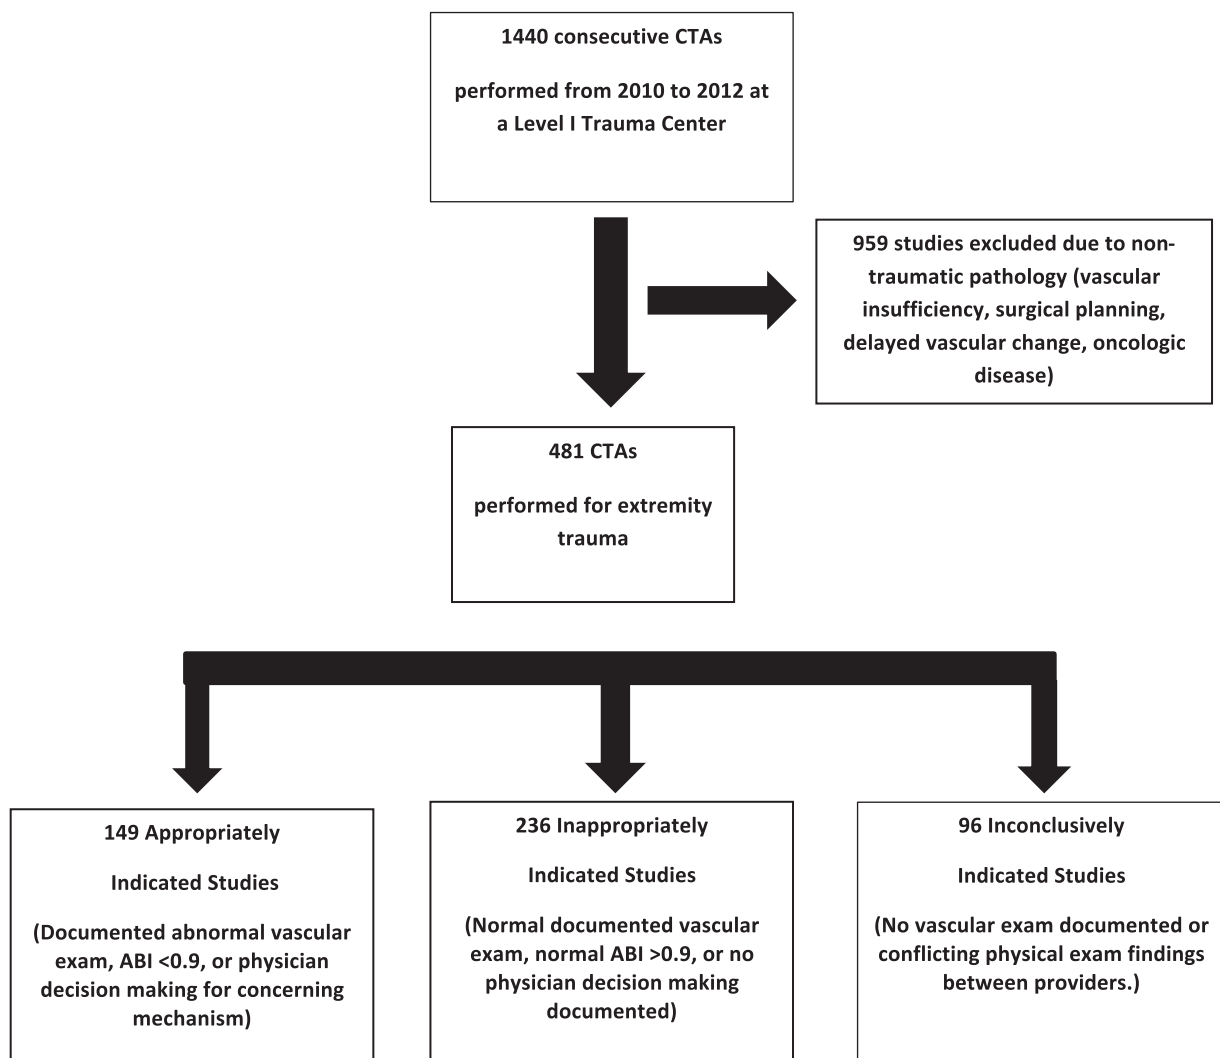 1440 consecutive CTAs
performed from 2010 to 2012 at
a Level I Trauma Center
959 studies excluded due to non-
traumatic pathology (vascular
insufficiency, surgical planning,
delayed vascular change, oncologic
disease)
481 CTAs
performed for extremity
trauma
149 Appropriately
Indicated Studies
(Documented abnormal vascular
exam, ABI <0.9, or physician
decision making for concerning
mechanism)
236 Inappropriately
Indicated Studies
(Normal documented vascular
exam, normal ABI >0.9, or no
physician decision making
documented)
96 Inconclusively
Indicated Studies
(No vascular exam documented or
conflicting physical exam findings
between providers.)